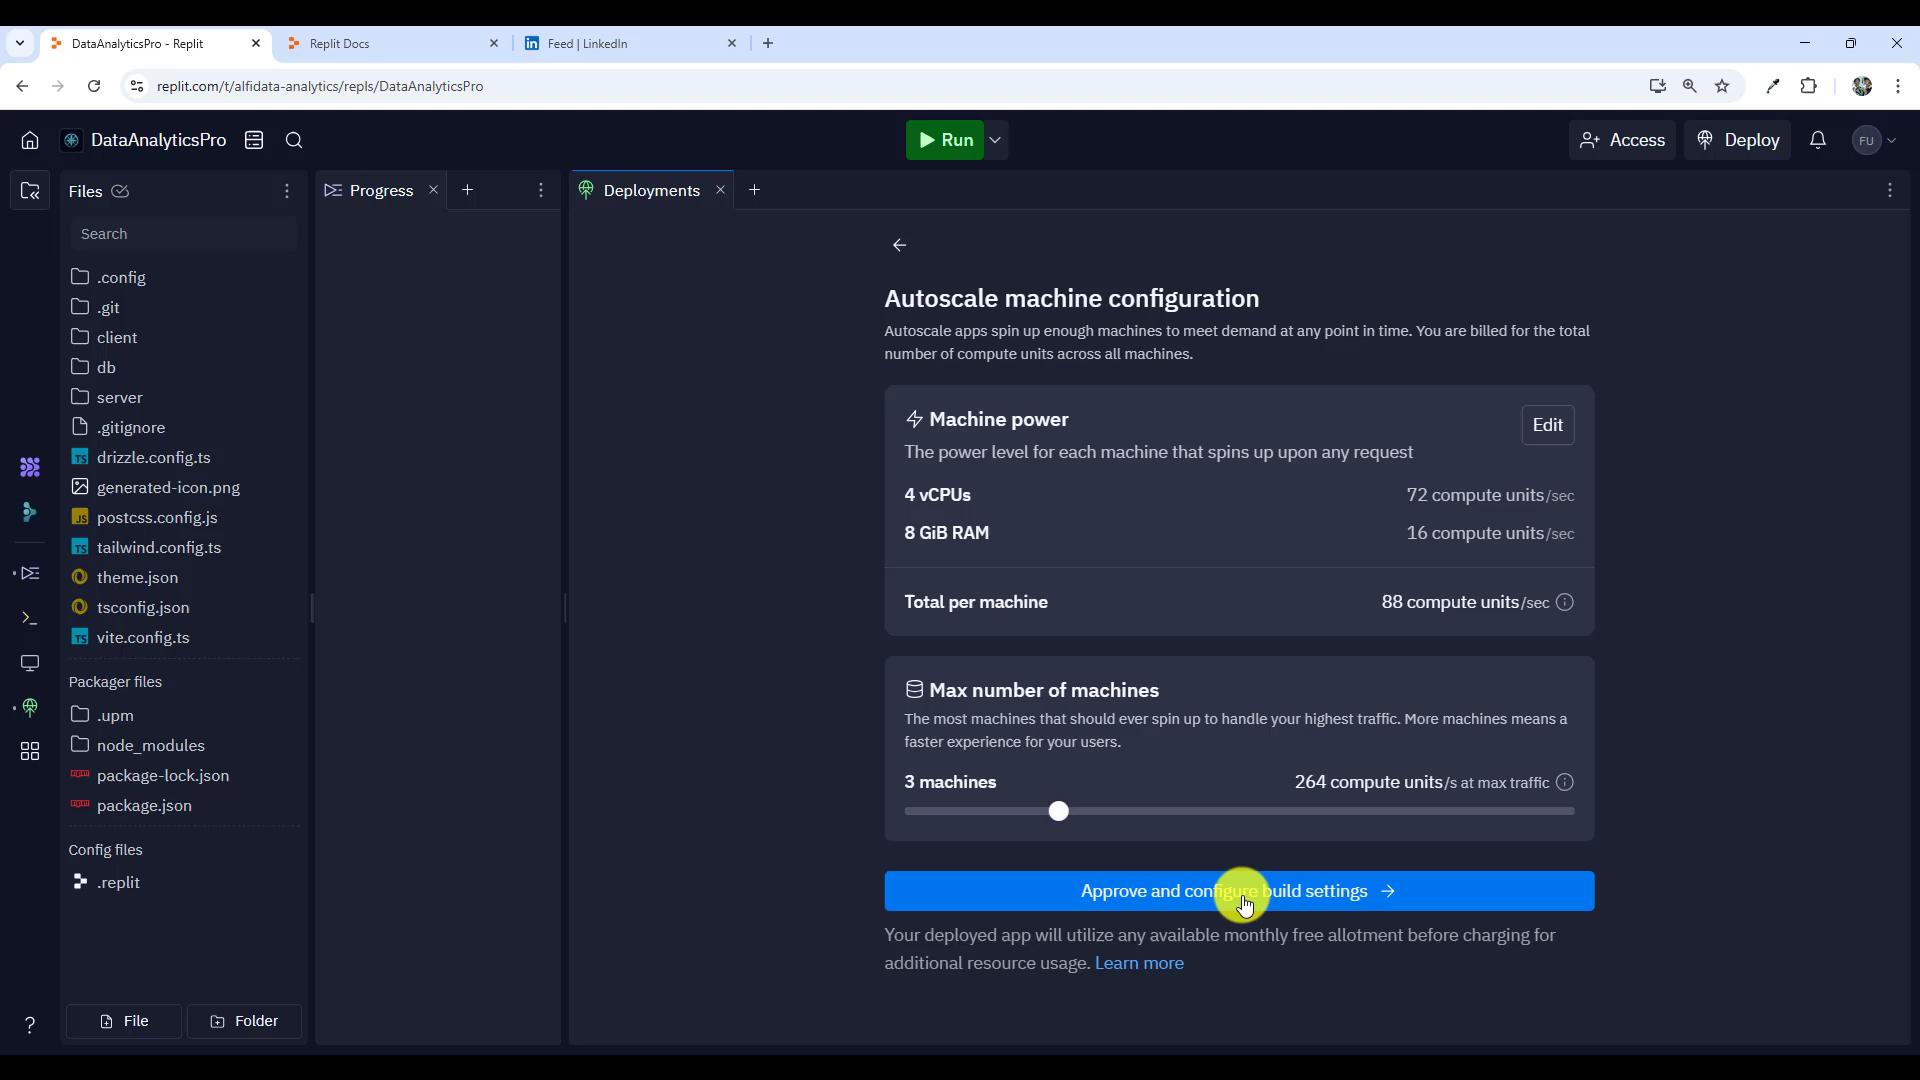 DataAnalyticsPro - Replit
Replit Docs
Feed | LinkedIn
replit.com/t/alfidata-analytics/repls/DataAnalyticsPro
DataAnalyticsPro
Run
Access
Deploy
FU
Files
Search
.config
.git
client
db
server
.gitignore
TS drizzle.config.ts
generated-icon.png
JS postcss.config.js
TS tailwind.config.ts
theme.json
tsconfig.json
TS vite.config.ts
Packager files
.upm
node_modules
package-lock.json
package.json
Config files
.replit
File
Folder
?
Progress
Deployments
Autoscale machine configuration
Autoscale apps spin up enough machines to meet demand at any point in time. You are billed for the total
number of compute units across all machines.
Machine power
Edit
The power level for each machine that spins up upon any request
4 vCPUs 72 compute units/sec
8 GiB RAM 16 compute units/sec
Total per machine 88 compute units/sec
Max number of machines
The most machines that should ever spin up to handle your highest traffic. More machines means a
faster experience for your users.
3 machines 264 compute units/s at max traffic
Approve and configure build settings →
Your deployed app will utilize any available monthly free allotment before charging for
additional resource usage. Learn more